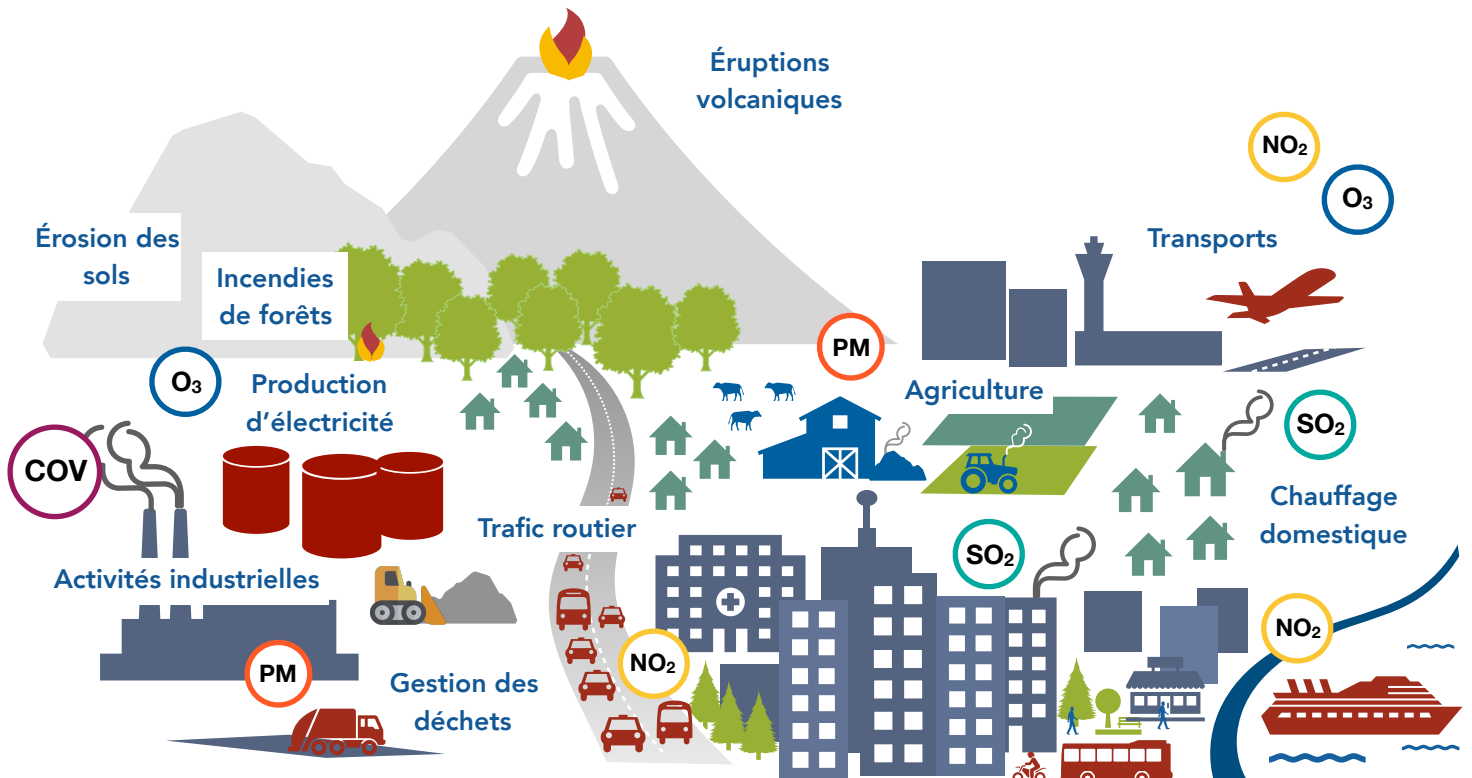 Éruptions
volcaniques
NO₂
O₃
Transports
Érosion des
sols
Incendies
de forêts
PM
O₃
Production
d’électricité
Agriculture
SO₂
COV
Chauffage
domestique
Trafic routier
SO₂
Activités industrielles
NO₂
NO₂
PM
Gestion des
déchets